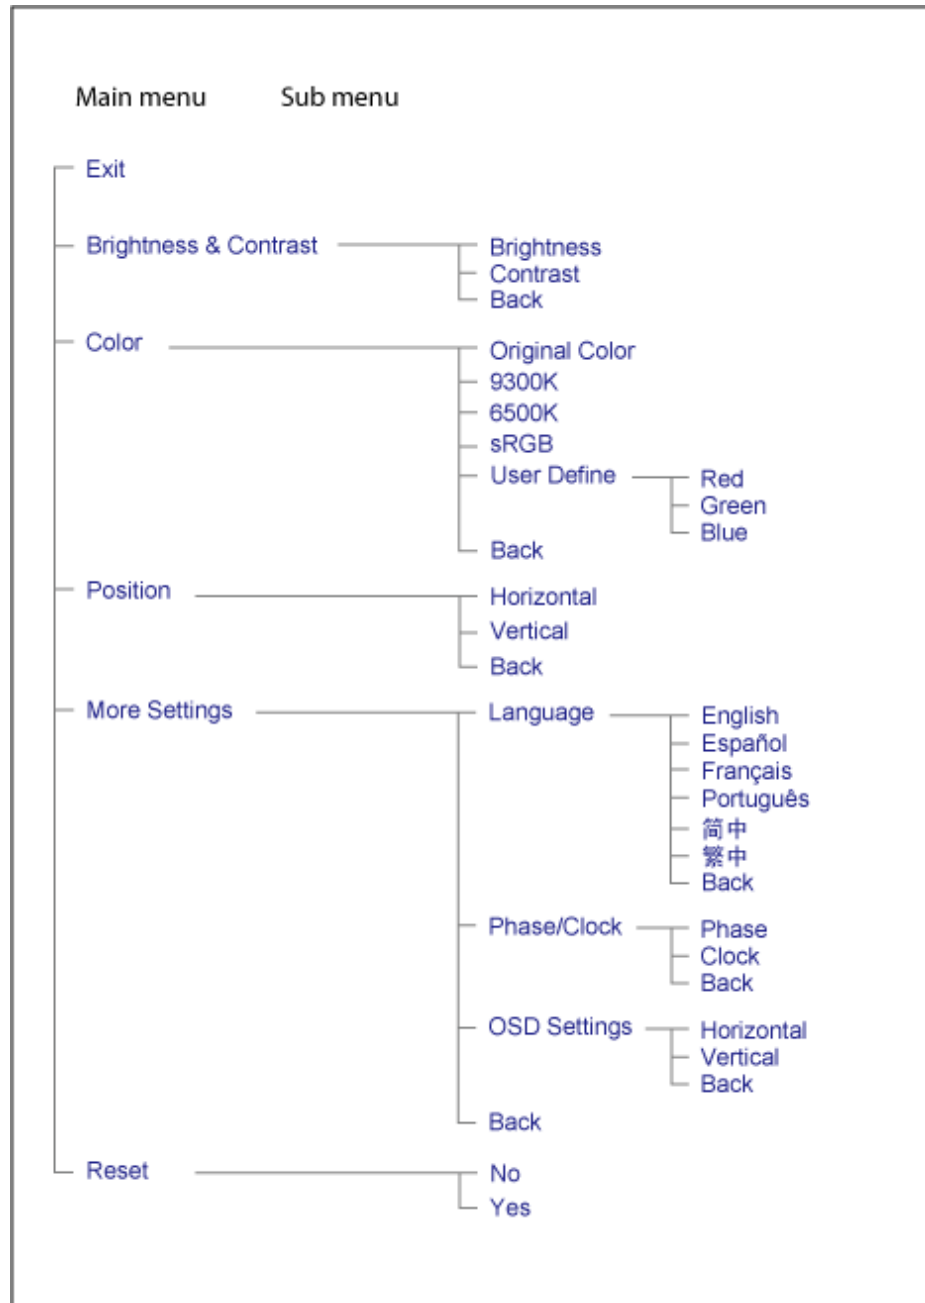 Main menu Sub menu
Exit
Brightness & Contrast Brightness
Contrast
Back
Color Original Color
9300K
6500K
sRGB
User Define Red
Green
Blue
Back
Position Horizontal
Vertical
Back
More Settings Language English
Español
Français
Português
简中
繁中
Back
Phase/Clock Phase
Clock
Back
OSD Settings Horizontal
Vertical
Back
Back
Reset No
Yes